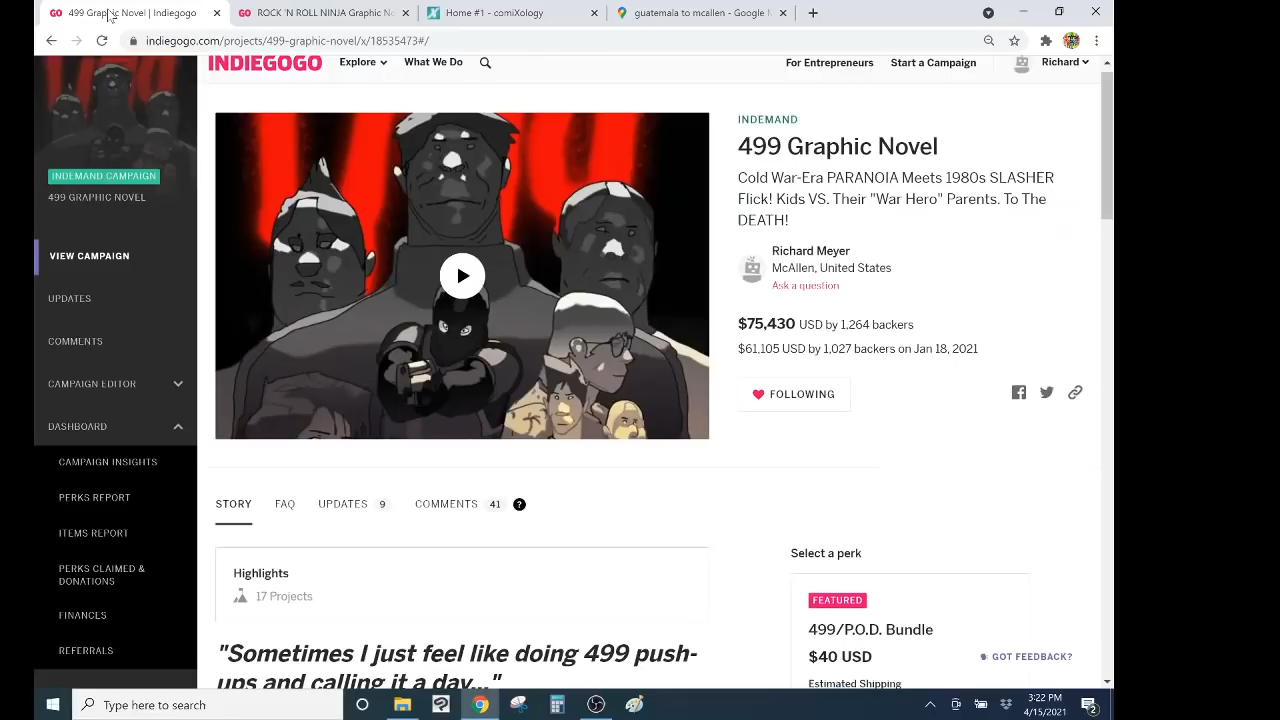 499 Graphic Novel | Indiegogo
ROCK 'N ROLL NINJA Graphic No
Home #1 - comiXology
guatemala to mcallen - Google M
indiegogo.com/projects/499-graphic-novel/x/18535473#/
INDIEGOGO
Explore
What We Do
For Entrepreneurs
Start a Campaign
Richard
INDEMAND CAMPAIGN
499 GRAPHIC NOVEL
VIEW CAMPAIGN
UPDATES
COMMENTS
CAMPAIGN EDITOR
DASHBOARD
CAMPAIGN INSIGHTS
PERKS REPORT
ITEMS REPORT
PERKS CLAIMED &
DONATIONS
FINANCES
REFERRALS
INDEMAND
499 Graphic Novel
Cold War-Era PARANOIA Meets 1980s SLASHER
Flick! Kids VS. Their "War Hero" Parents. To The
DEATH!
Richard Meyer
McAllen, United States
Ask a question
$75,430 USD by 1,264 backers
$61,105 USD by 1,027 backers on Jan 18, 2021
FOLLOWING
STORY
FAQ
UPDATES 9
COMMENTS 41 ?
Highlights
17 Projects
"Sometimes I just feel like doing 499 push-
ups and calling it a day..."
Select a perk
FEATURED
499/P.O.D. Bundle
$40 USD
Estimated Shipping
GOT FEEDBACK?
Type here to search
3:22 PM
4/15/2021
2